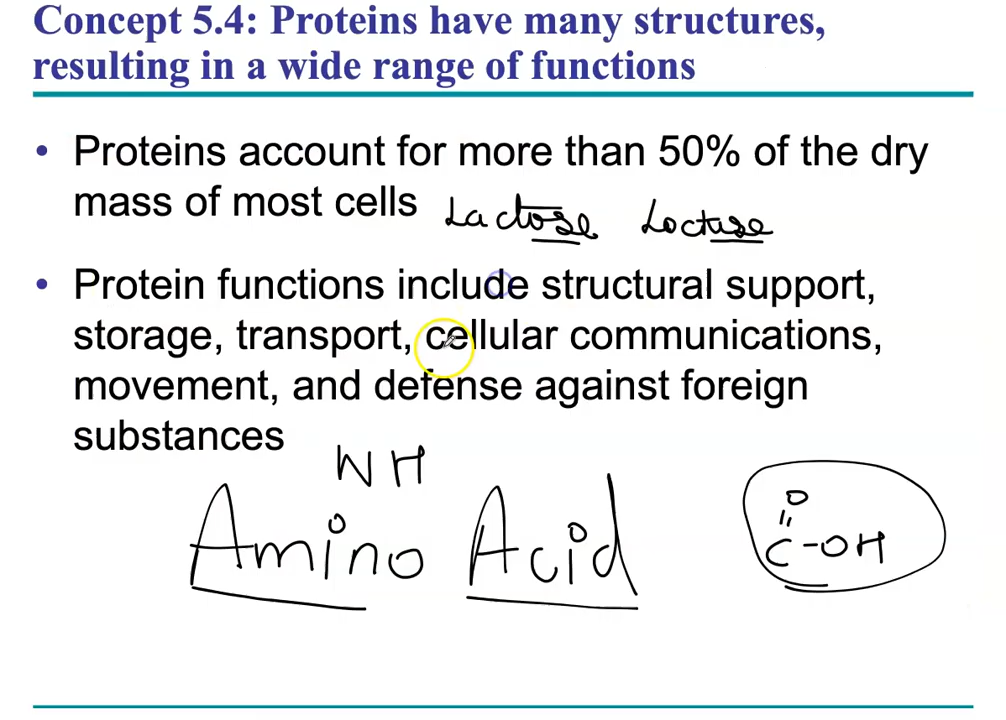 Concept 5.4: Proteins have many structures,
resulting in a wide range of functions
• Proteins account for more than 50% of the dry
mass of most cells
Lactose Loctase
• Protein functions include structural support,
storage, transport, cellular communications,
movement, and defense against foreign
substances
NH
Amino Acid
O
=
C-OH